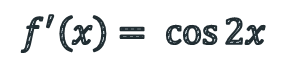 f′(x) = cos 2x